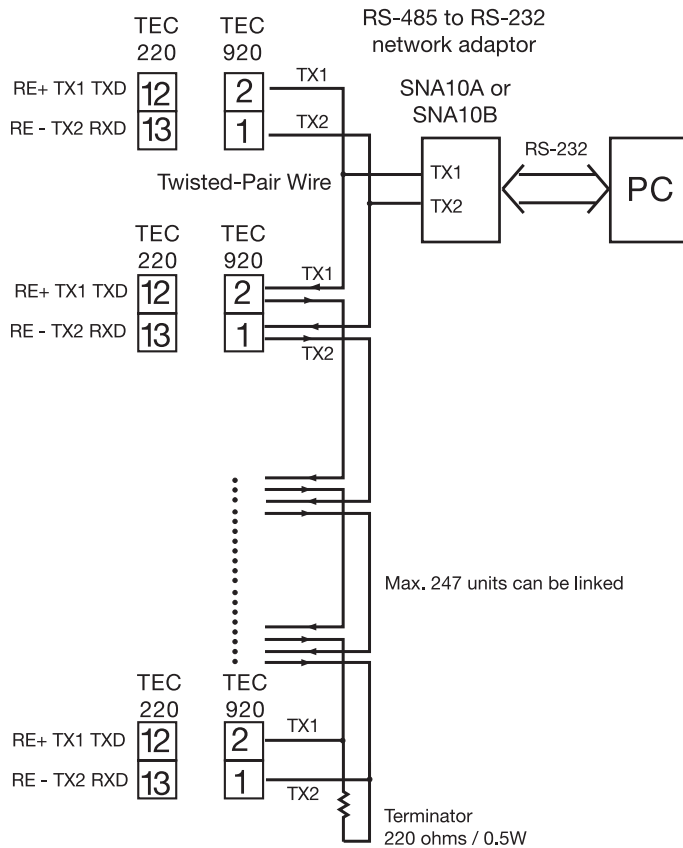 TEC
220
TEC
920
RS-485 to RS-232
network adaptor
RE+ TX1 TXD
12
2
TX1
SNA10A or
SNA10B
RE - TX2 RXD
13
1
TX2
RS-232
TX1
TX2
PC
Twisted-Pair Wire
TEC
220
TEC
920
TX1
RE+ TX1 TXD
12
2
RE - TX2 RXD
13
1
TX2
Max. 247 units can be linked
TEC
220
TEC
920
RE+ TX1 TXD
12
2
TX1
RE - TX2 RXD
13
1
TX2
Terminator
220 ohms / 0.5W